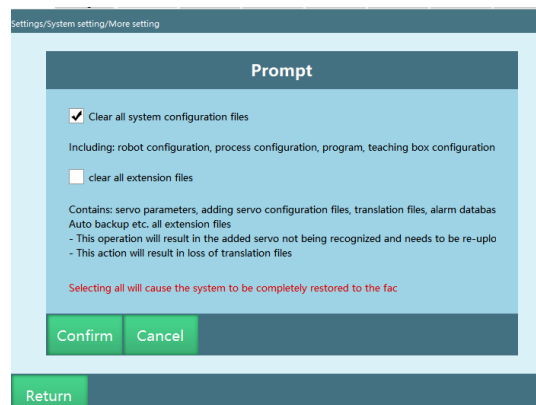 Settings/System setting/More setting
Prompt
Clear all system configuration files
Including: robot configuration, process configuration, program, teaching box configuration
clear all extension files
Contains: servo parameters, adding servo configuration files, translation files, alarm databas
Auto backup etc. all extension files
- This operation will result in the added servo not being recognized and needs to be re-uplo
- This action will result in loss of translation files
Selecting all will cause the system to be completely restored to the fac
Confirm Cancel
Return